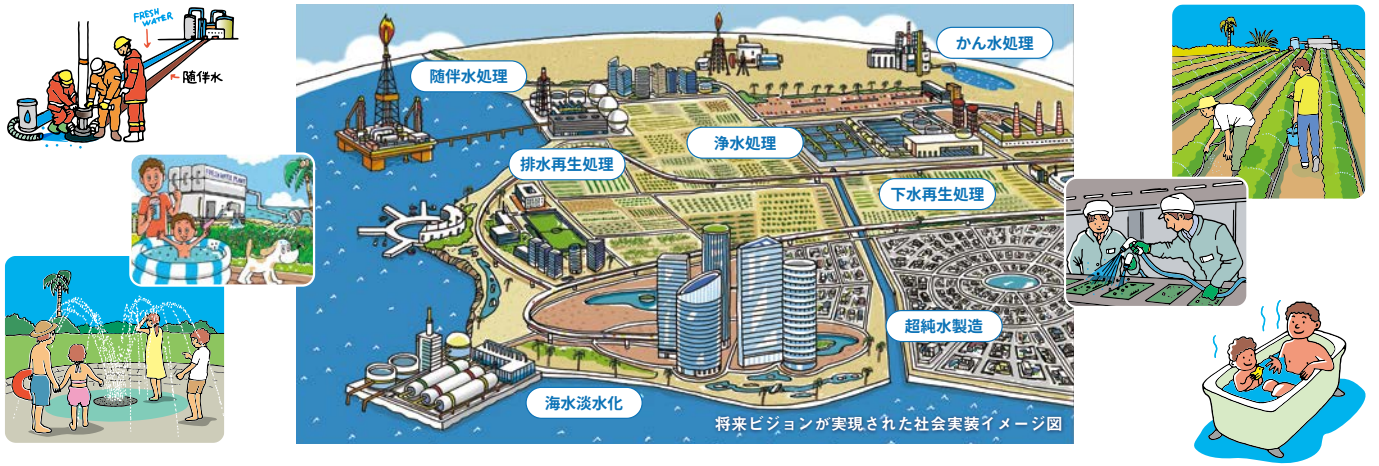 FRESH
WATER
随伴水
FRESH WATER PLANT
随伴水処理
かん水処理
浄水処理
排水再生処理
下水再生処理
超純水製造
海水淡水化
将来ビジョンが実現された社会実装イメージ図